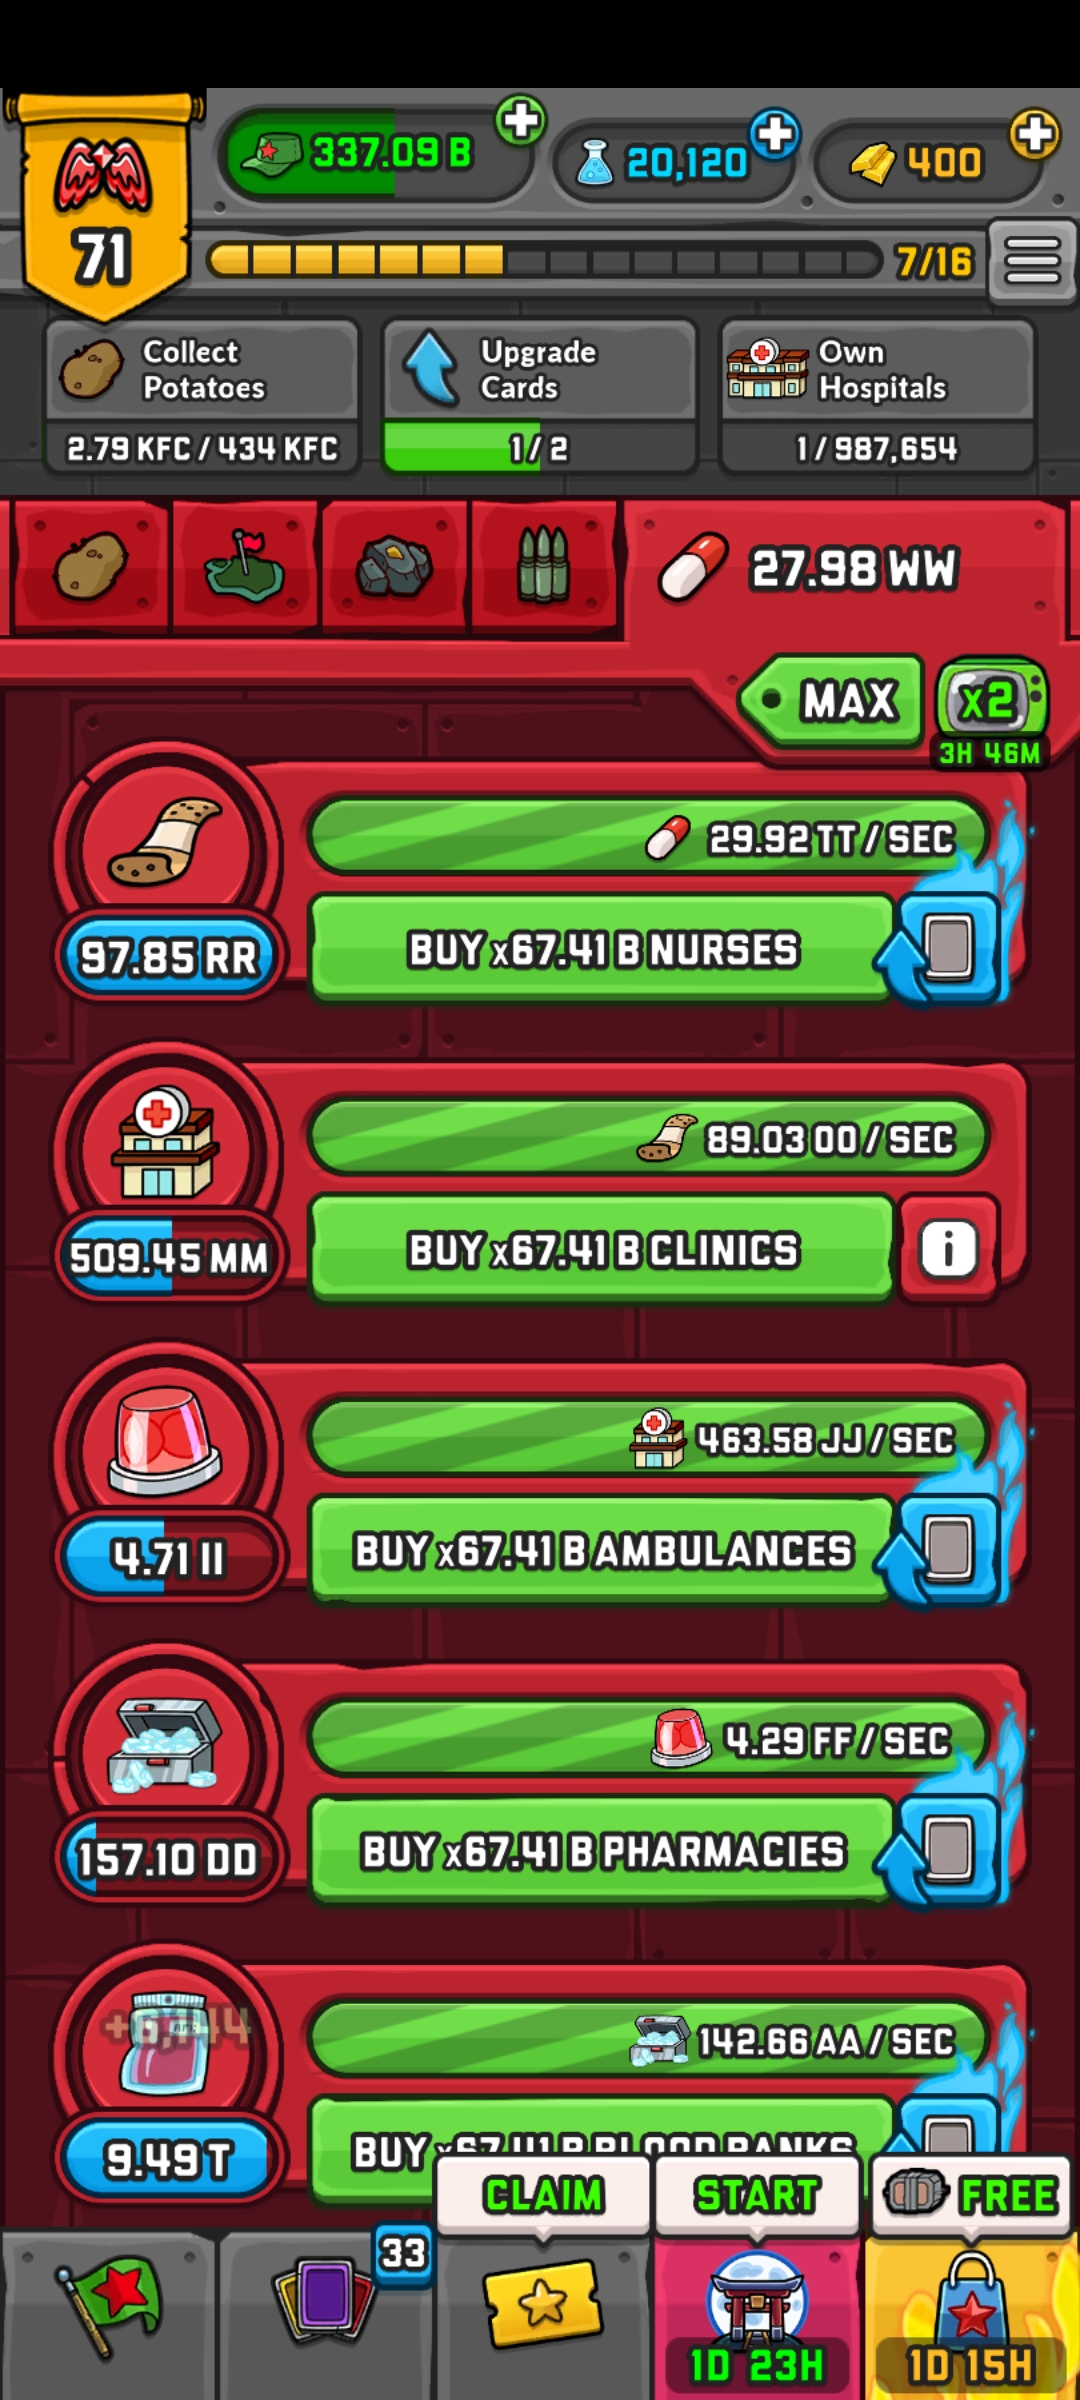 71
337.09 B
20,120
400
7/16
Collect
Potatoes
2.79 KFC / 434 KFC
Upgrade
Cards
1/ 2
Own
Hospitals
1 / 987,654
27.98 WW
MAX
x2
3H 46M
29.92 TT / SEC
97.85 RR
BUY x67.41 B NURSES
89.03 OO / SEC
509.45 MM
BUY x67.41 B CLINICS
i
463.58 JJ / SEC
4.71 II
BUY x67.41 B AMBULANCES
4.29 FF / SEC
157.10 DD
BUY x67.41 B PHARMACIES
142.66 AA / SEC
9.49 T
BUY x67.41 B BLOOD BANKS
CLAIM
START
FREE
33
1D 23H
1D 15H